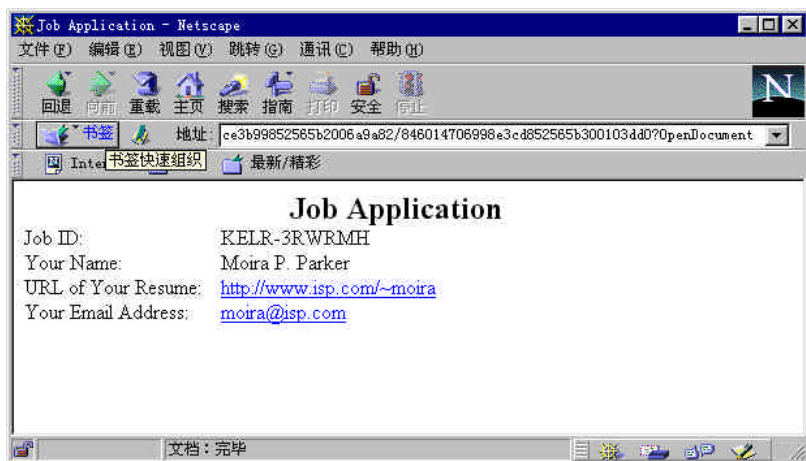 Job Application - Netscape
文件(F) 编辑(E) 视图(V) 跳转(G) 通讯(C) 帮助(H)
回退 向前 重载 主页 搜索 指南 打印 安全 停止
N
书签 地址: ce3b99852565b2006a9a82/846014706998e3cd852565b300103dd0?OpenDocument
Inte 书签快速组织 最新/精彩
Job Application
Job ID: KELR-3RWRMH
Your Name: Moira P. Parker
URL of Your Resume: http://www.isp.com/~moira
Your Email Address: moira@isp.com
文档:完毕